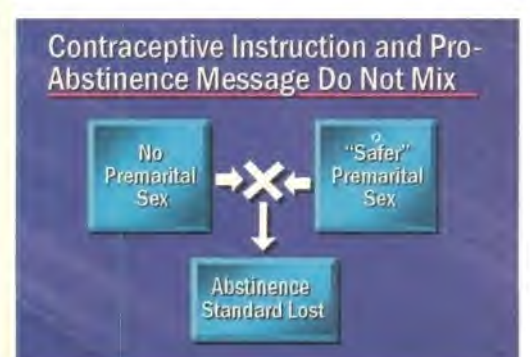 Contraceptive Instruction and Pro-
Abstinence Message Do Not Mix
No
Premarital
Sex
"Safer"
Premarital
Sex
Abstinence
Standard Lost